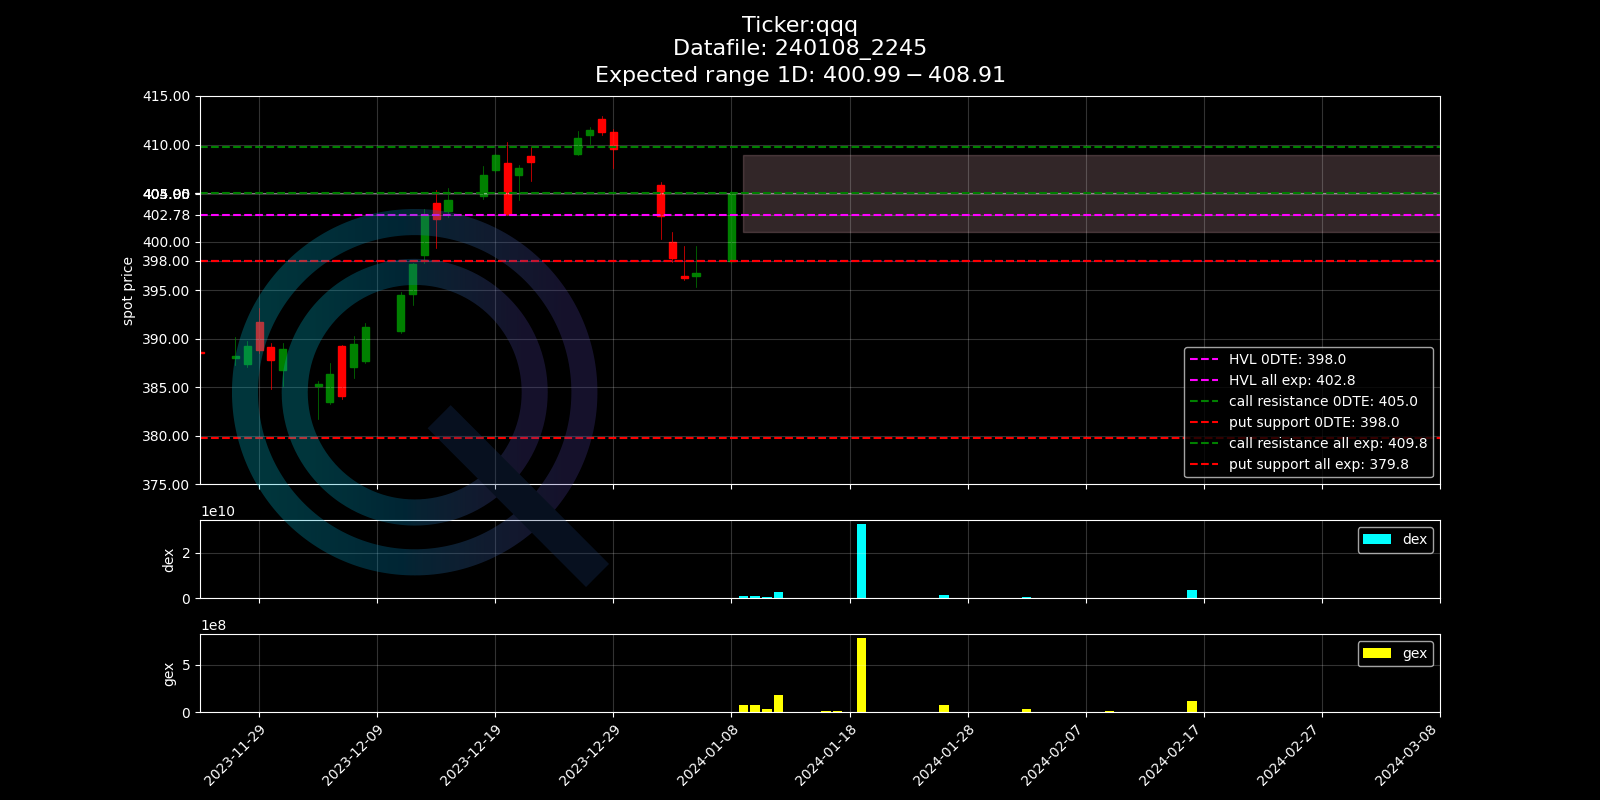 Ticker:qqq
Datafile: 240108_2245
Expected range 1D: 400.99 − 408.91
415.00
410.00
405.00
402.78
400.00
398.00
395.00
390.00
385.00
380.00
375.00
spot price
HVL 0DTE: 398.0
HVL all exp: 402.8
call resistance 0DTE: 405.0
put support 0DTE: 398.0
call resistance all exp: 409.8
put support all exp: 379.8
1e10
2
0
dex
dex
1e8
5
0
gex
gex
2023-11-29
2023-12-09
2023-12-19
2023-12-29
2024-01-08
2024-01-18
2024-01-28
2024-02-07
2024-02-17
2024-02-27
2024-03-08